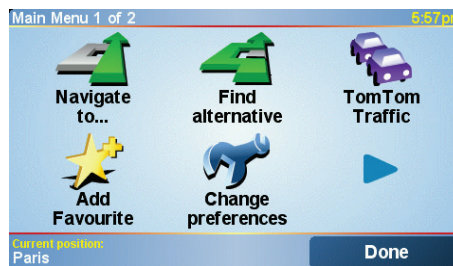 Main Menu 1 of 2
5:57p
Navigate
to...
Find
alternative
TomTom
Traffic
Add
Favourite
Change
preferences
Current position:
Paris
Done